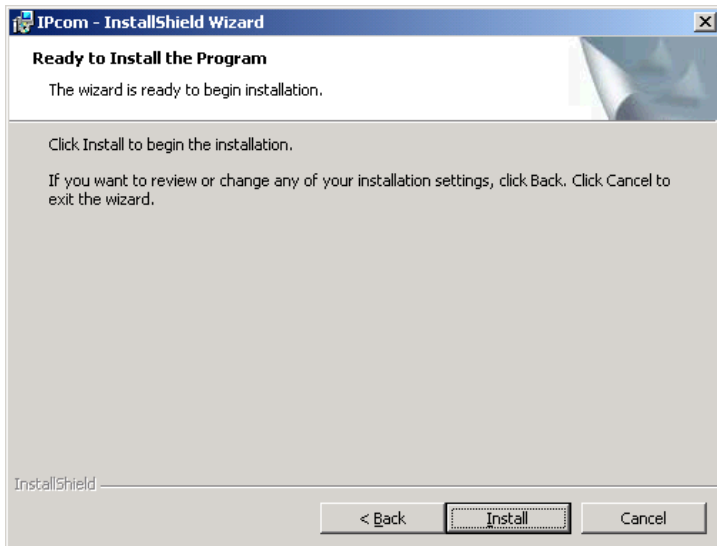 IPcom - InstallShield Wizard
Ready to Install the Program
The wizard is ready to begin installation.
Click Install to begin the installation.
If you want to review or change any of your installation settings, click Back. Click Cancel to
exit the wizard.
InstallShield
< Back Install Cancel